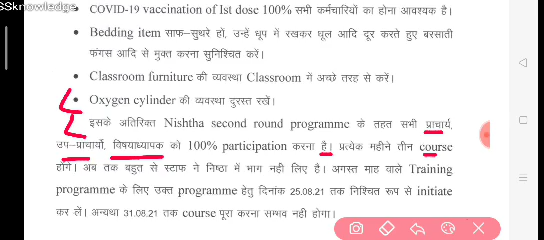 SSknowledge
• COVID-19 vaccination of Ist dose 100% सभी कर्मचारियों का होना आवश्यक है।
• Bedding item साफ-सुथरे हों, उन्हें धूप में रखकर धूल आदि दूर करते हुए बरसाती
फंगस आदि से मुक्त करना सुनिश्चित करें।
• Classroom furniture की व्यवस्था Classroom में अच्छे तरह से करें।
• Oxygen cylinder की व्यवस्था दुरस्त रखें।
इसके अतिरिक्त Nishtha second round programme के तहत सभी प्राचार्य,
उप-प्राचार्यो, विषयाध्यापक को 100% participation करना है। प्रत्येक महीने तीन course
होंगे। अब तक बहुत से स्टाफ ने निष्ठा में भाग नही लिए है। अगस्त माह वाले Training
programme के लिए उक्त programme हेतु दिनांक 25.08.21 तक निश्चित रूप से initiate
कर लें। अन्यथा 31.08.21 तक course पूरा करना सम्भव नही होगा।